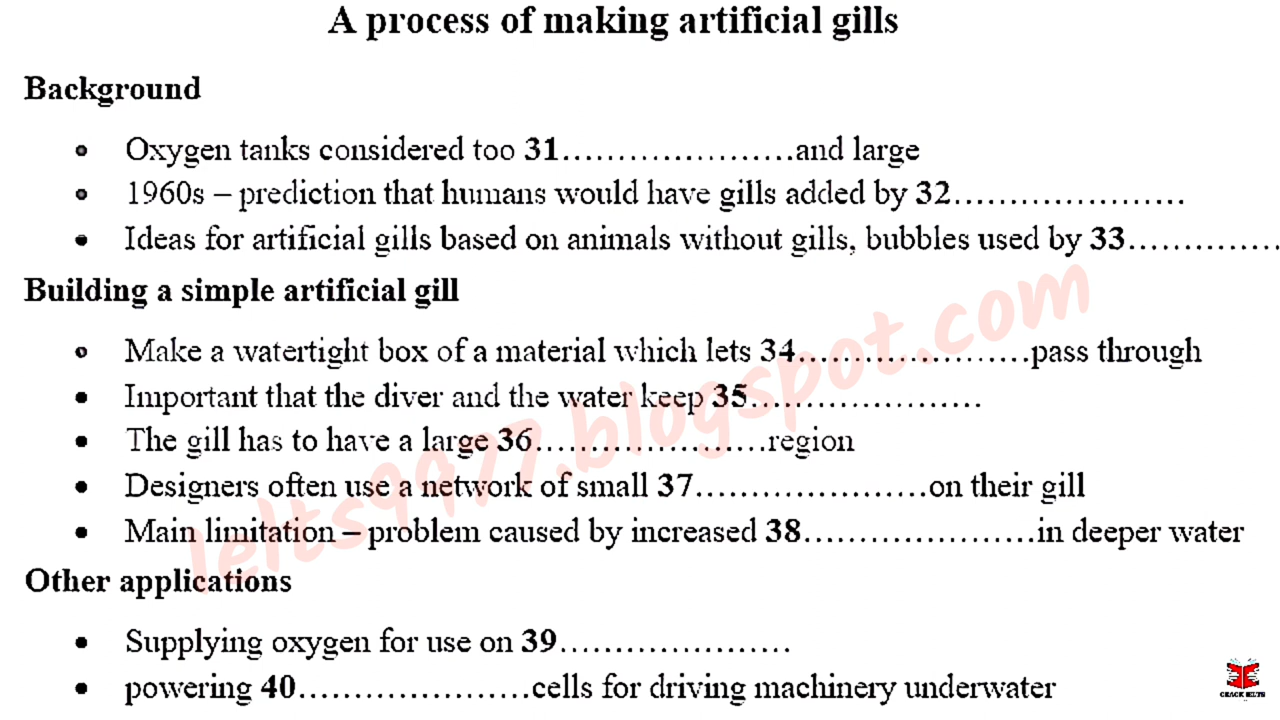 A process of making artificial gills
Background
• Oxygen tanks considered too 31.....................and large
• 1960s – prediction that humans would have gills added by 32.....................
• Ideas for artificial gills based on animals without gills, bubbles used by 33..............
Building a simple artificial gill
• Make a watertight box of a material which lets 34.....................pass through
• Important that the diver and the water keep 35.....................
• The gill has to have a large 36.....................region
• Designers often use a network of small 37.....................on their gill
• Main limitation – problem caused by increased 38.....................in deeper water
Other applications
• Supplying oxygen for use on 39.....................
• powering 40.....................cells for driving machinery underwater
Ielts9977.blogspot.com
CRACK IELTS